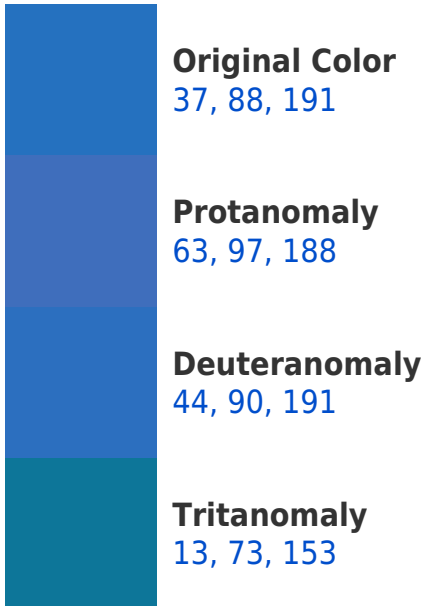 Original Color
37, 88, 191
Protanomaly
63, 97, 188
Deuteranomaly
44, 90, 191
Tritanomaly
13, 73, 153